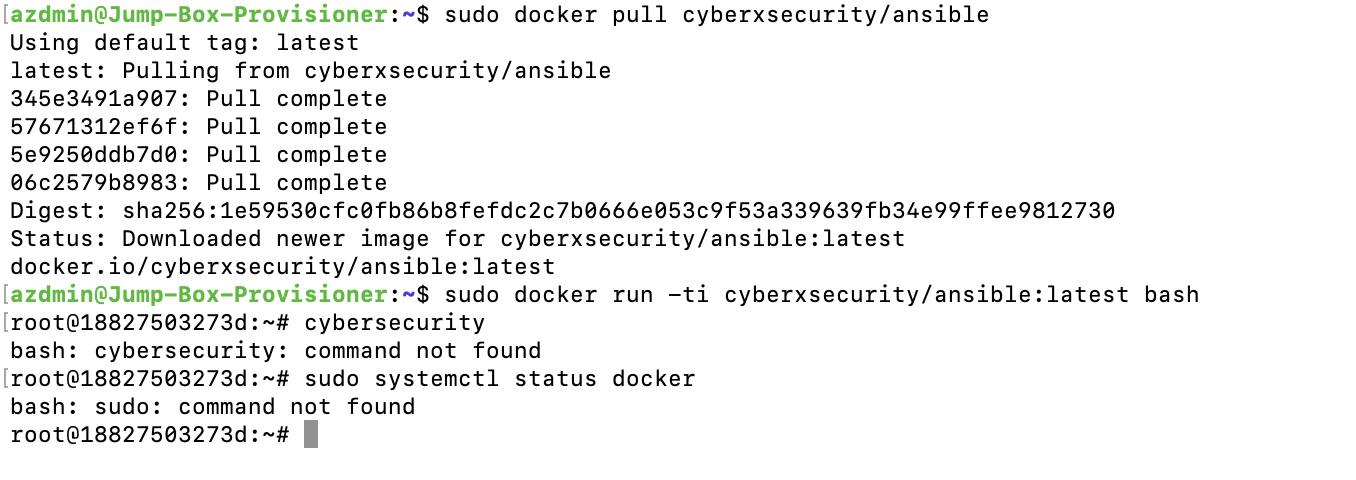 [azdmin@Jump-Box-Provisioner:~$ sudo docker pull cyberxsecurity/ansible
Using default tag: latest
latest: Pulling from cyberxsecurity/ansible
345e3491a907: Pull complete
57671312ef6f: Pull complete
5e9250ddb7d0: Pull complete
06c2579b8983: Pull complete
Digest: sha256:1e59530cfc0fb86b8fefdc2c7b0666e053c9f53a339639fb34e99ffee9812730
Status: Downloaded newer image for cyberxsecurity/ansible:latest
docker.io/cyberxsecurity/ansible:latest
[azdmin@Jump-Box-Provisioner:~$ sudo docker run -ti cyberxsecurity/ansible:latest bash
[root@18827503273d:~# cybersecurity
bash: cybersecurity: command not found
[root@18827503273d:~# sudo systemctl status docker
bash: sudo: command not found
root@18827503273d:~#